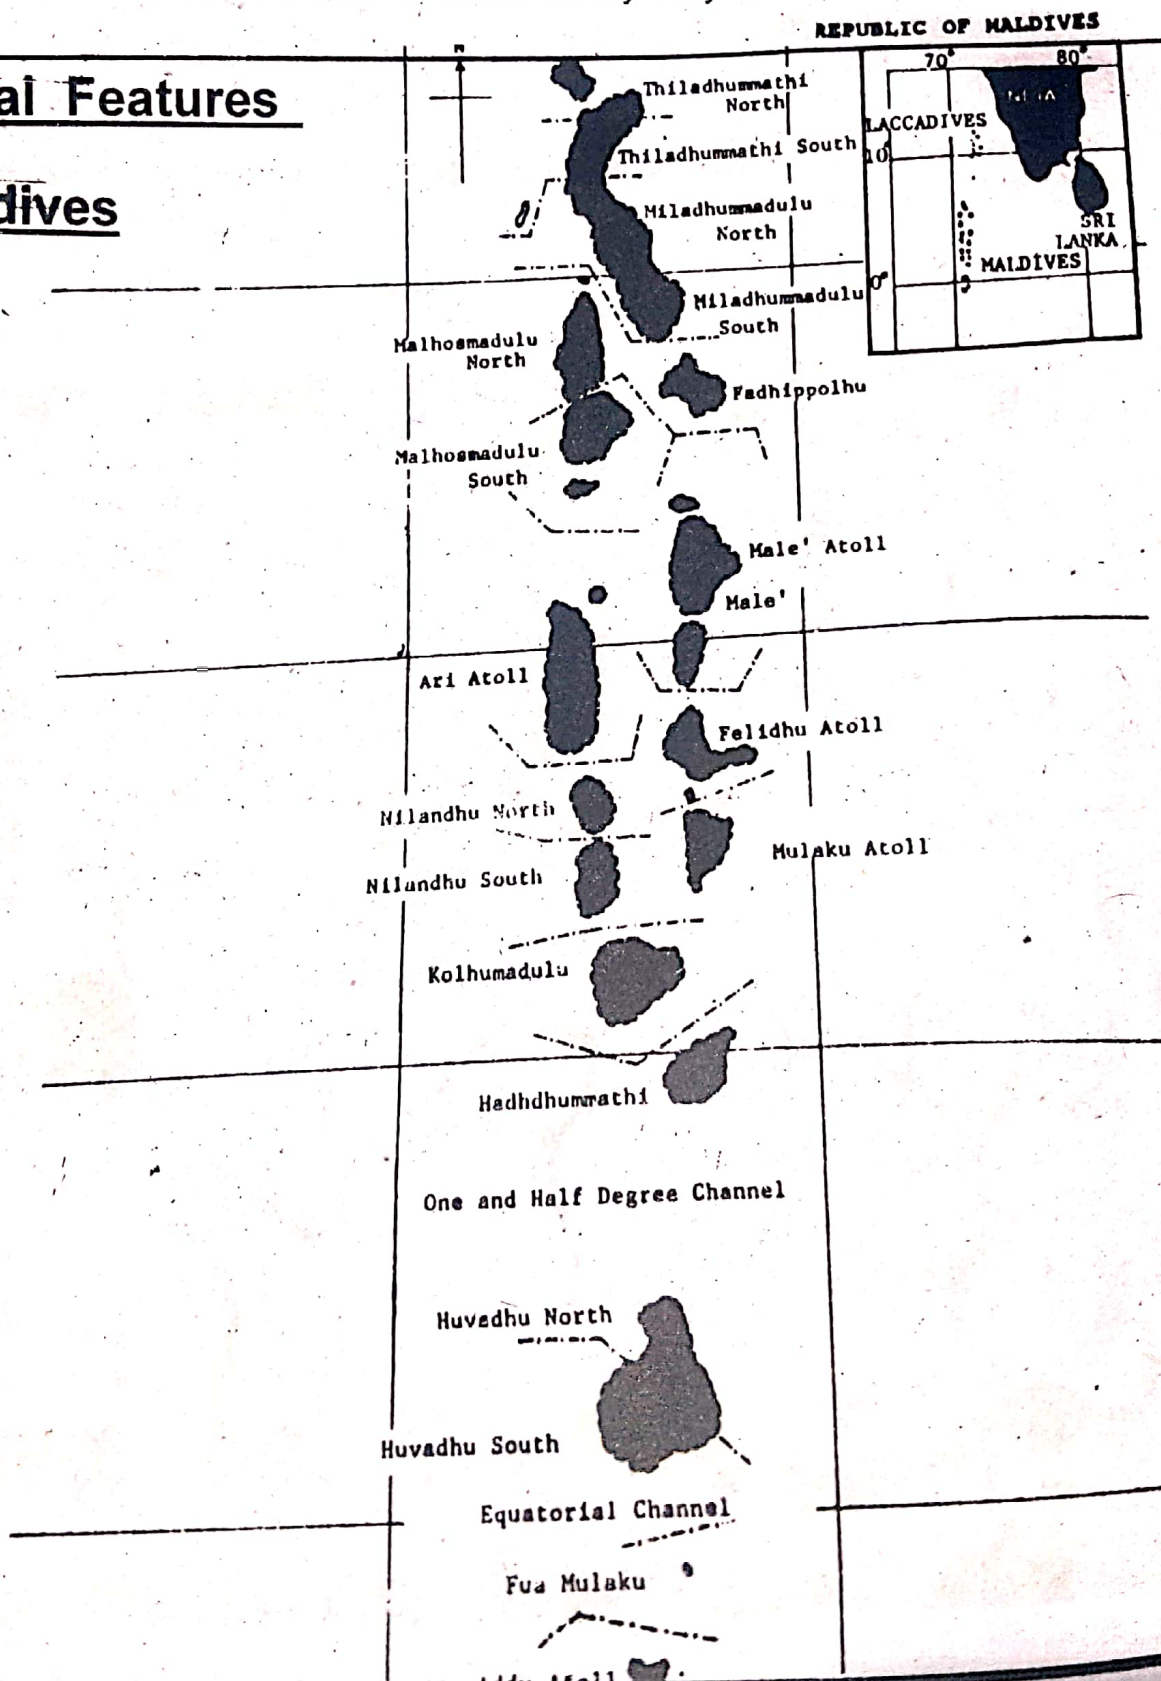 REPUBLIC OF MALDIVES
al Features
dives
N
70°
80°
LACCADIVES
10°
SRI
LANKA
MALDIVES
0°
Thiladhummathi
North
Thiladhummathi South
Miladhummadulu
North
Miladhummadulu
South
Malhosmadulu
North
Fadhippolhu
Malhosmadulu
South
Male' Atoll
Male'
Ari Atoll
Felidhu Atoll
Nilandhu North
Mulaku Atoll
Nilandhu South
Kolhumadulu
Hadhdhummathi
One and Half Degree Channel
Huvadhu North
Huvadhu South
Equatorial Channel
Fua Mulaku
Atoll